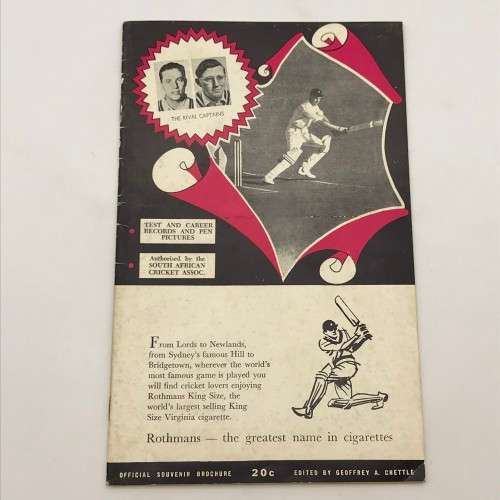 THE RIVAL CAPTAINS
TEST AND CAREER
RECORDS AND PEN
PICTURES
Authorised by the
SOUTH AFRICAN
CRICKET ASSOC.
From Lords to Newlands,
from Sydney's famous Hill to
Bridgetown, wherever the world's
most famous game is played you
will find cricket lovers enjoying
Rothmans King Size, the
world's largest selling King
Size Virginia cigarette.
Rothmans — the greatest name in cigarettes
OFFICIAL SOUVENIR BROCHURE 20c EDITED BY GEOFFREY A. CHETTLE